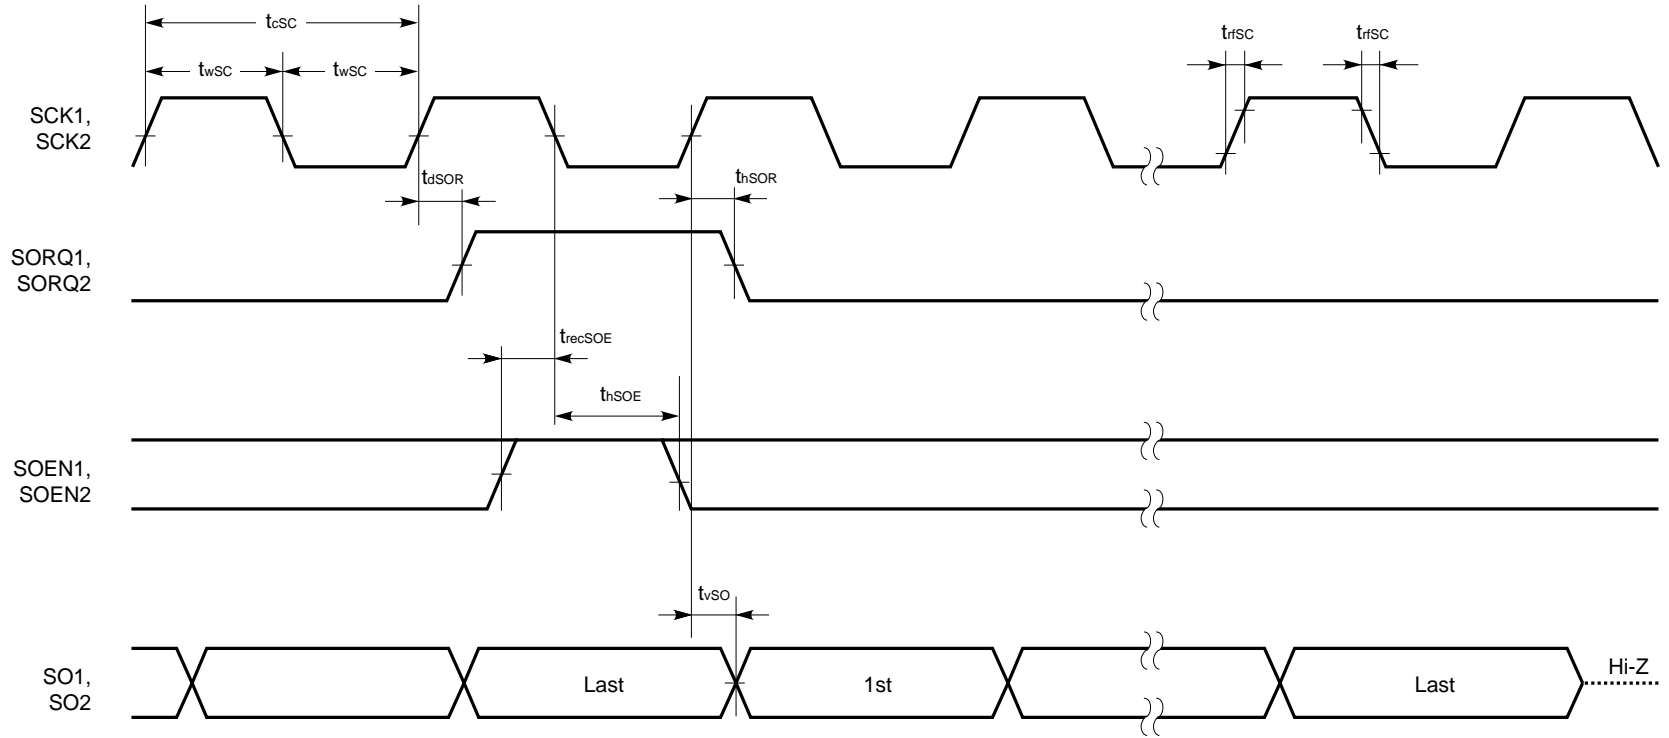 tcSC
twSC twSC
trfSC trfSC
SCK1,
SCK2
tdSOR
thSOR
SORQ1,
SORQ2
trecSOE
thSOE
SOEN1,
SOEN2
tvSO
SO1,
SO2
Last
1st
Last
Hi-Z